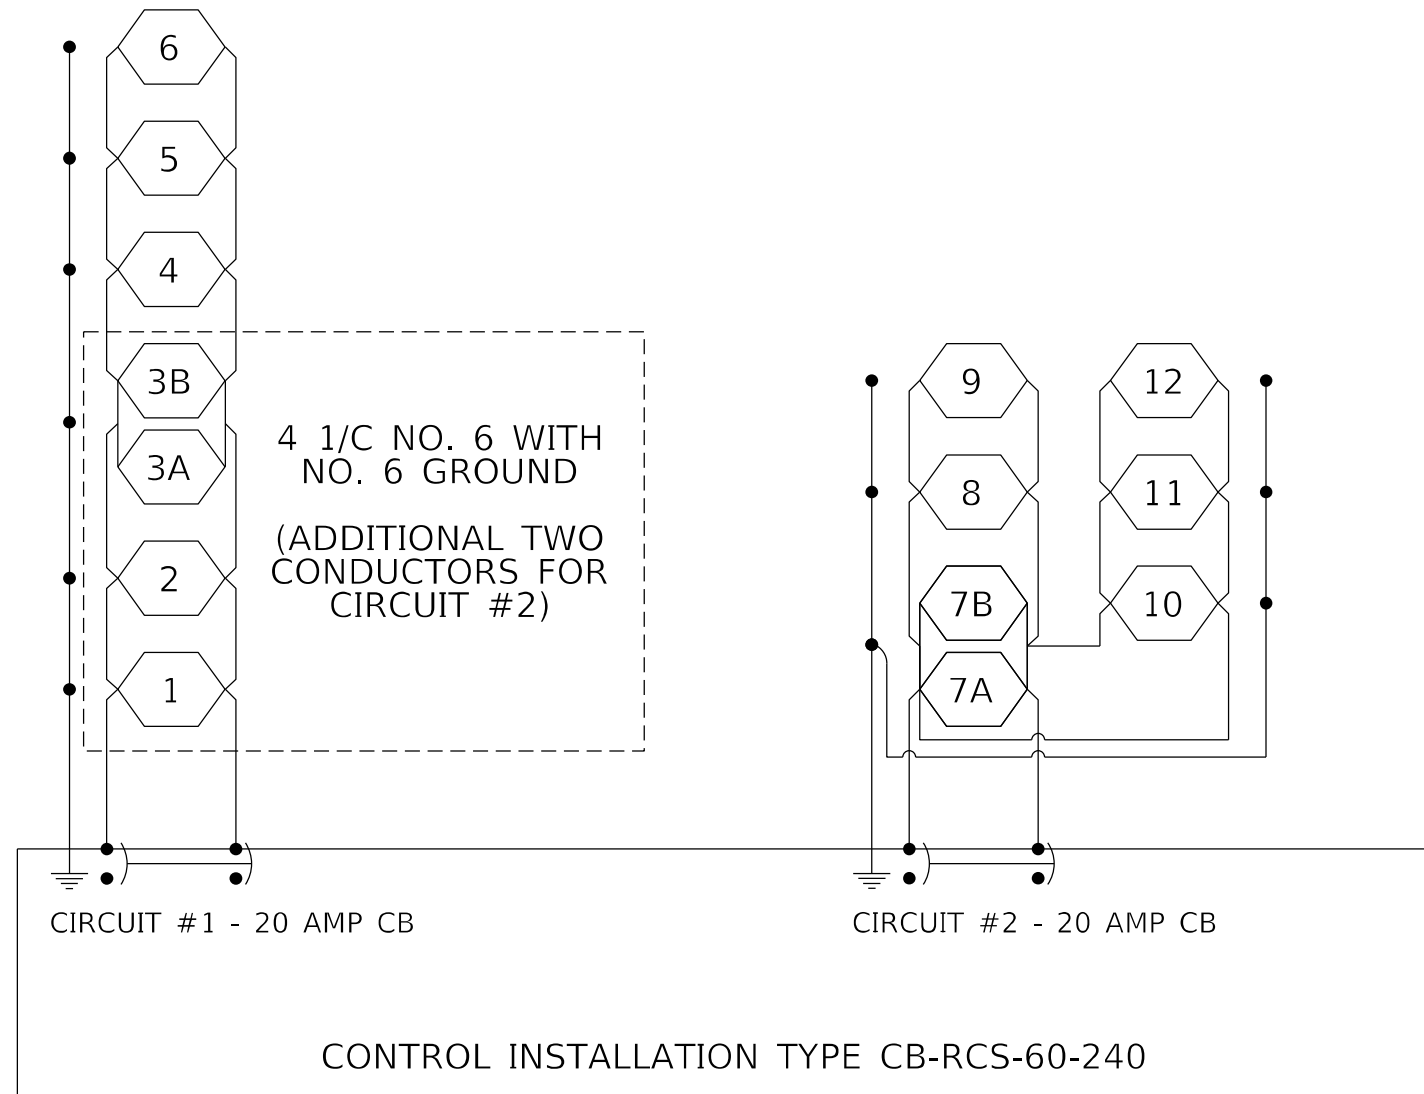 6
5
4
3B
3A
2
1
4 1/C NO. 6 WITH
NO. 6 GROUND
(ADDITIONAL TWO
CONDUCTORS FOR
CIRCUIT #2)
9
12
8
11
7B
10
7A
CIRCUIT #1 - 20 AMP CB
CIRCUIT #2 - 20 AMP CB
CONTROL INSTALLATION TYPE CB-RCS-60-240